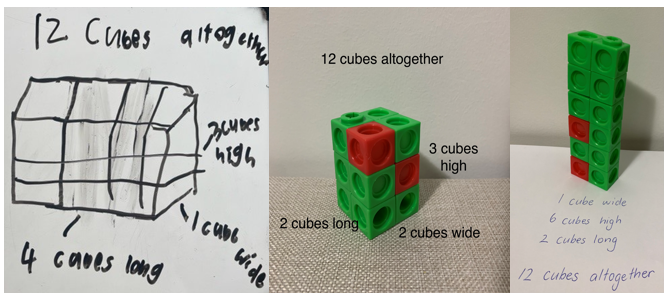 12 Cubes altogether
3 cubes
high
1 cube
wide
4 cubes long
12 cubes altogether
3 cubes
high
2 cubes long
2 cubes wide
1 cube wide
6 cubes high
2 cubes long
12 cubes altogether